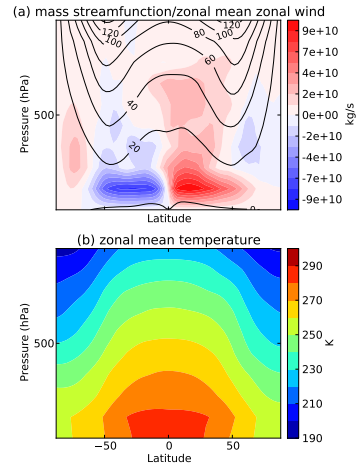 (a) mass streamfunction/zonal mean zonal wind
120
100
120
100
80
60
40
20
0
Pressure (hPa)
500
Latitude
9e+10
7e+10
5e+10
2e+10
0e+00
-2e+10
-5e+10
-7e+10
-9e+10
kg/s
(b) zonal mean temperature
Pressure (hPa)
500
−50
0
50
Latitude
290
270
250
230
210
190
K